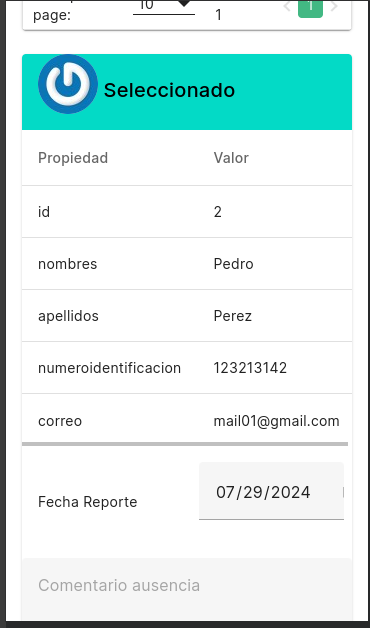 page:
10
1
1
Seleccionado
Propiedad Valor
id 2
nombres Pedro
apellidos Perez
numeroidentificacion 123213142
correo mail01@gmail.com
Fecha Reporte 07/29/2024
Comentario ausencia